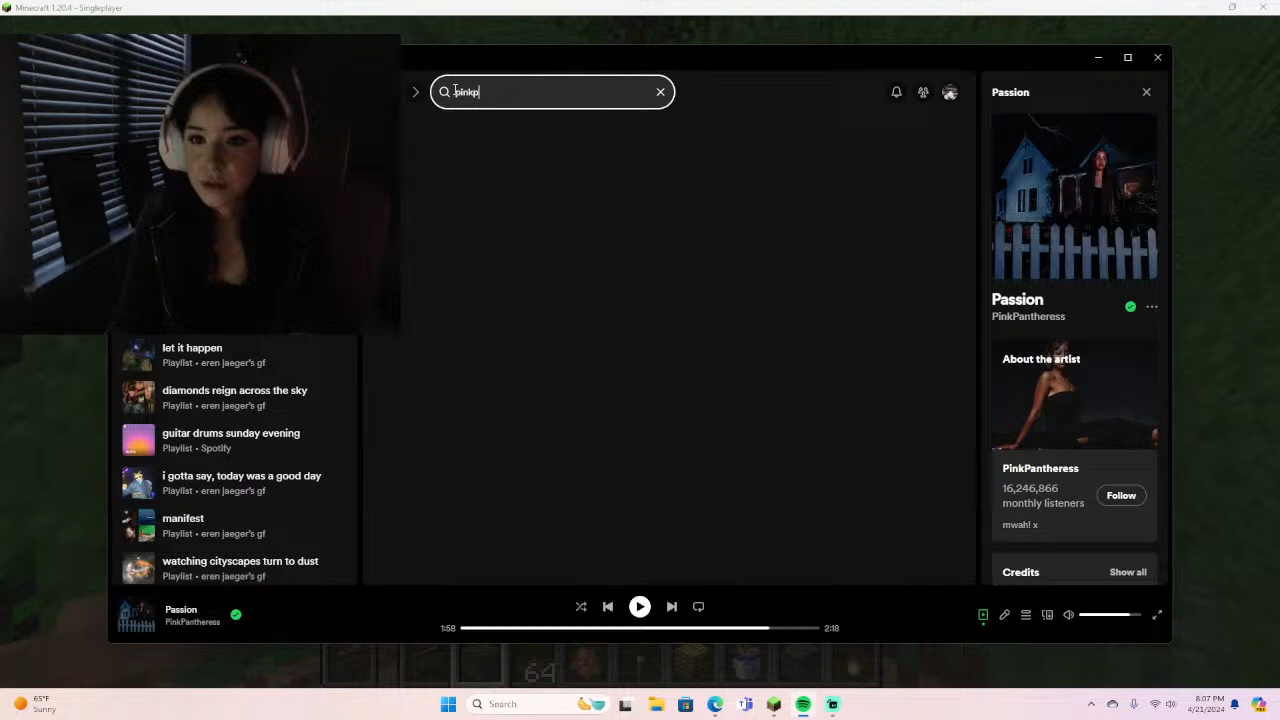 Minecraft 1.20.4 - Singleplayer
pinkp
Passion
Passion
PinkPantheress
About the artist
PinkPantheress
16,246,866
monthly listeners
Follow
mwah! x
Credits
Show all
let it happen
Playlist • eren jaeger's gf
diamonds reign across the sky
Playlist • eren jaeger's gf
guitar drums sunday evening
Playlist • Spotify
i gotta say, today was a good day
Playlist • eren jaeger's gf
manifest
Playlist • eren jaeger's gf
watching cityscapes turn to dust
Playlist • eren jaeger's gf
Passion
PinkPantheress
1:58
2:18
64
65°F
Sunny
Search
8:07 PM
4/21/2024